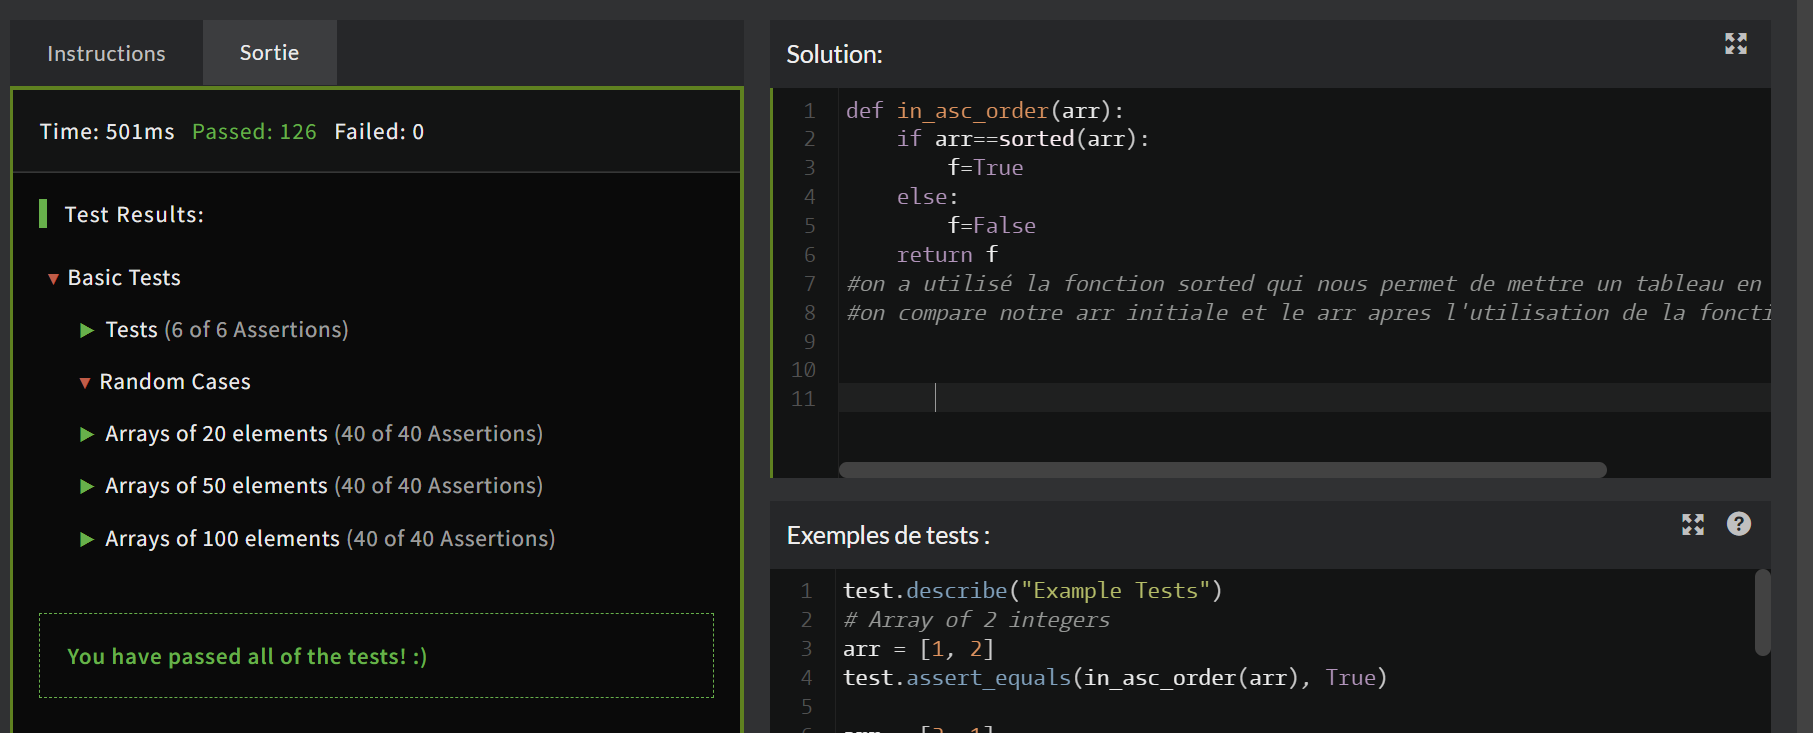 Instructions
Sortie
Time: 501ms Passed: 126 Failed: 0
Test Results:
Basic Tests
Tests (6 of 6 Assertions)
Random Cases
Arrays of 20 elements (40 of 40 Assertions)
Arrays of 50 elements (40 of 40 Assertions)
Arrays of 100 elements (40 of 40 Assertions)
You have passed all of the tests! :)
Solution:
1 def in_asc_order(arr):
2 if arr==sorted(arr):
3 f=True
4 else:
5 f=False
6 return f
7 #on a utilisé la fonction sorted qui nous permet de mettre un tableau en
8 #on compare notre arr initiale et le arr apres l'utilisation de la foncti
9
10
11
Exemples de tests :
?
1 test.describe("Example Tests")
2 # Array of 2 integers
3 arr = [1, 2]
4 test.assert_equals(in_asc_order(arr), True)
5